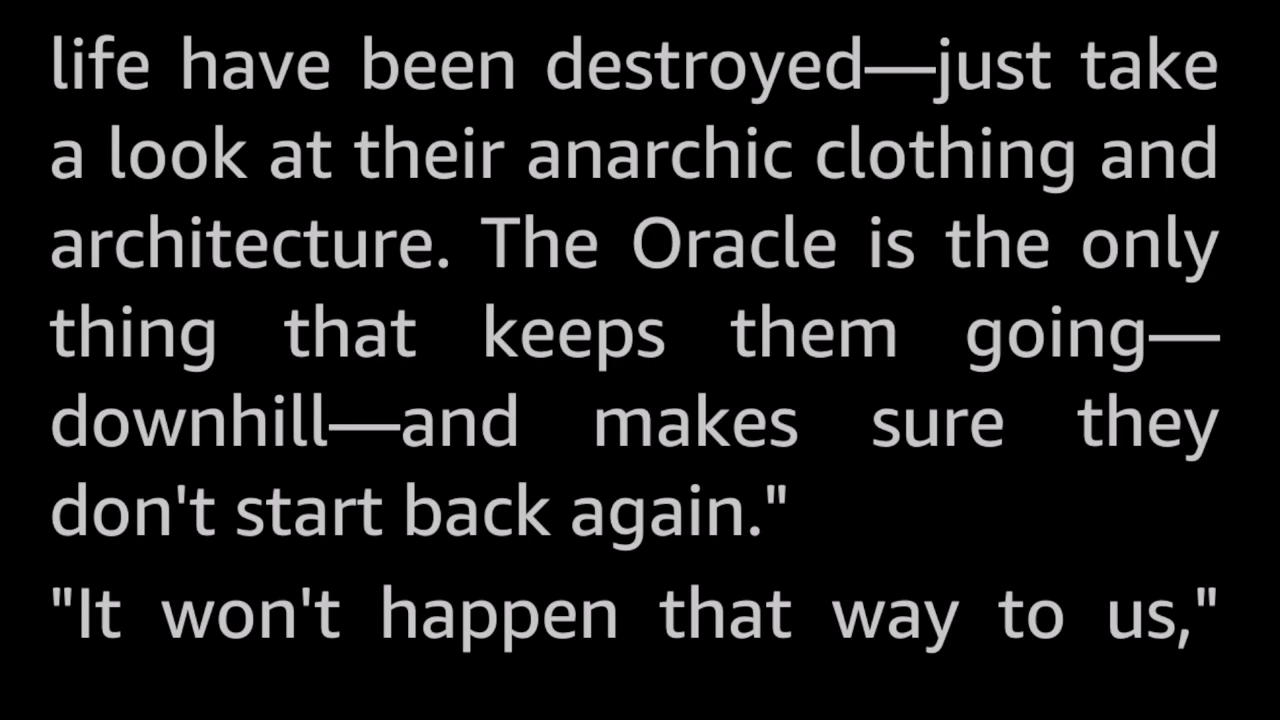 life have been destroyed—just take
a look at their anarchic clothing and
architecture. The Oracle is the only
thing that keeps them going—
downhill—and makes sure they
don't start back again."
"It won't happen that way to us,"